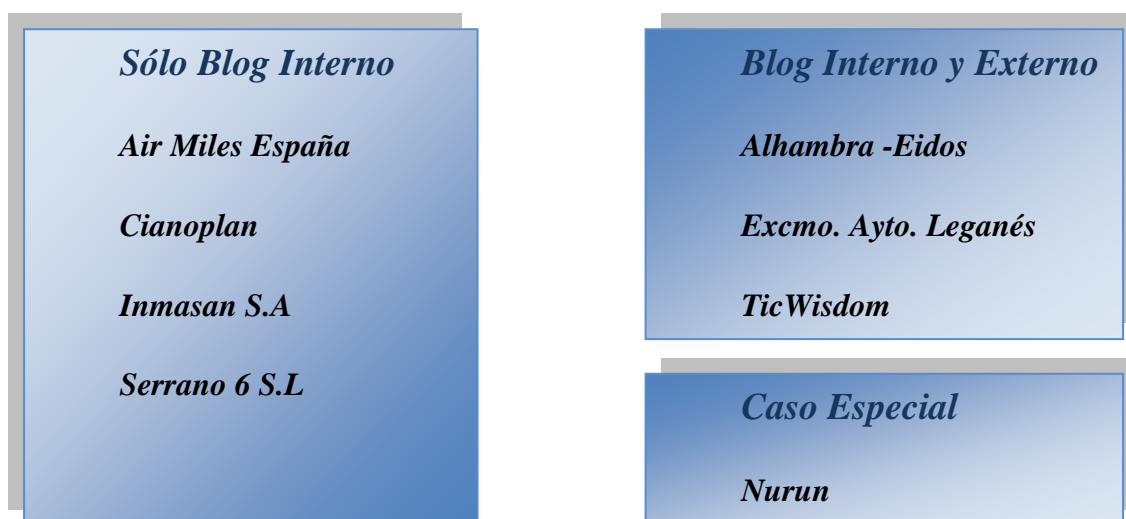 Sólo Blog Interno
Air Miles España
Cianoplan
Inmasan S.A
Serrano 6 S.L
Blog Interno y Externo
Alhambra -Eidos
Excmo. Ayto. Leganés
TicWisdom
Caso Especial
Nurun